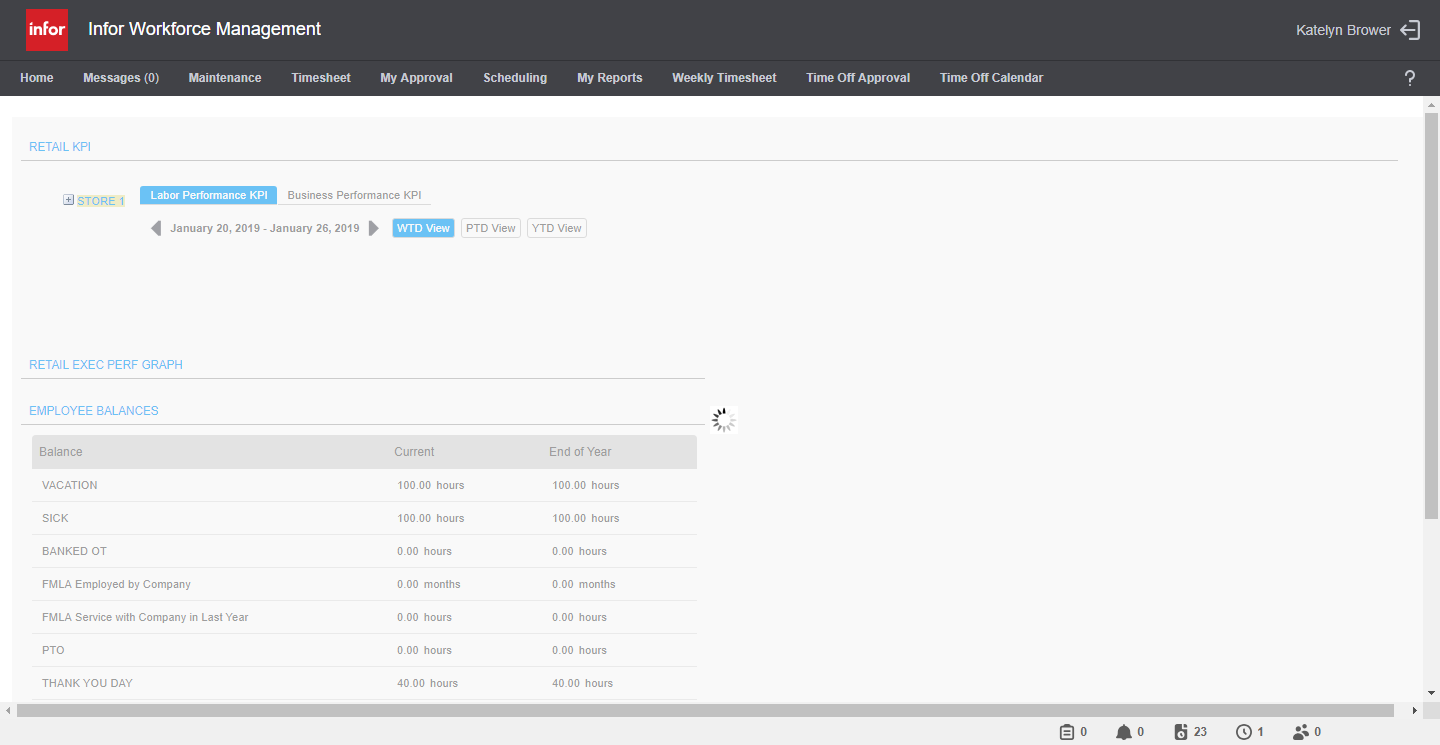 infor Infor Workforce Management Katelyn Brower
Home Messages (0) Maintenance Timesheet My Approval Scheduling My Reports Weekly Timesheet Time Off Approval Time Off Calendar ?
RETAIL KPI
STORE 1 Labor Performance KPI Business Performance KPI
January 20, 2019 - January 26, 2019 WTD View PTD View YTD View
RETAIL EXEC PERF GRAPH
EMPLOYEE BALANCES
Balance Current End of Year
VACATION 100.00 hours 100.00 hours
SICK 100.00 hours 100.00 hours
BANKED OT 0.00 hours 0.00 hours
FMLA Employed by Company 0.00 months 0.00 months
FMLA Service with Company in Last Year 0.00 hours 0.00 hours
PTO 0.00 hours 0.00 hours
THANK YOU DAY 40.00 hours 40.00 hours
0 0 23 1 0